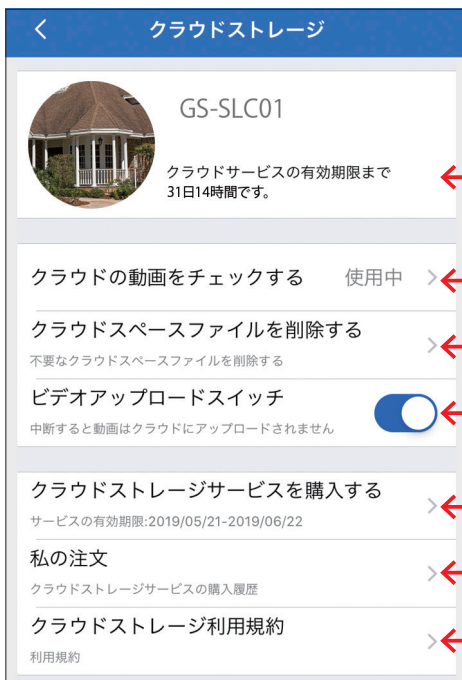 クラウドストレージ
GS-SLC01
クラウドサービスの有効期限まで
31日14時間です。
クラウドの動画をチェックする 使用中
クラウドスペースファイルを削除する
不要なクラウドスペースファイルを削除する
ビデオアップロードスイッチ
中断すると動画はクラウドにアップロードされません
クラウドストレージサービスを購入する
サービスの有効期限:2019/05/21-2019/06/22
私の注文
クラウドストレージサービスの購入履歴
クラウドストレージ利用規約
利用規約